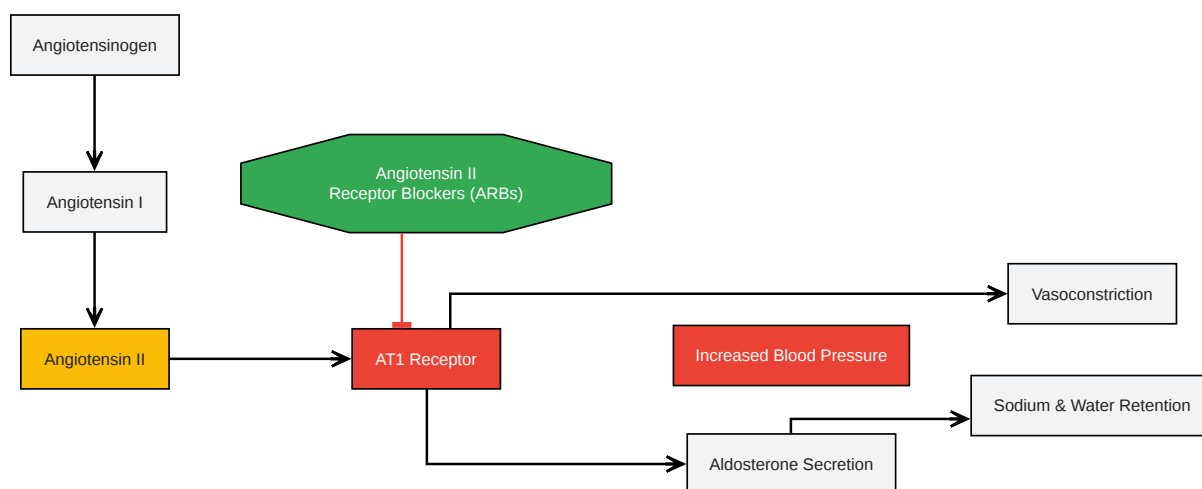 Angiotensinogen
Angiotensin I
Angiotensin II
Receptor Blockers (ARBs)
Angiotensin II
AT1 Receptor
Vasoconstriction
Increased Blood Pressure
Sodium & Water Retention
Aldosterone Secretion